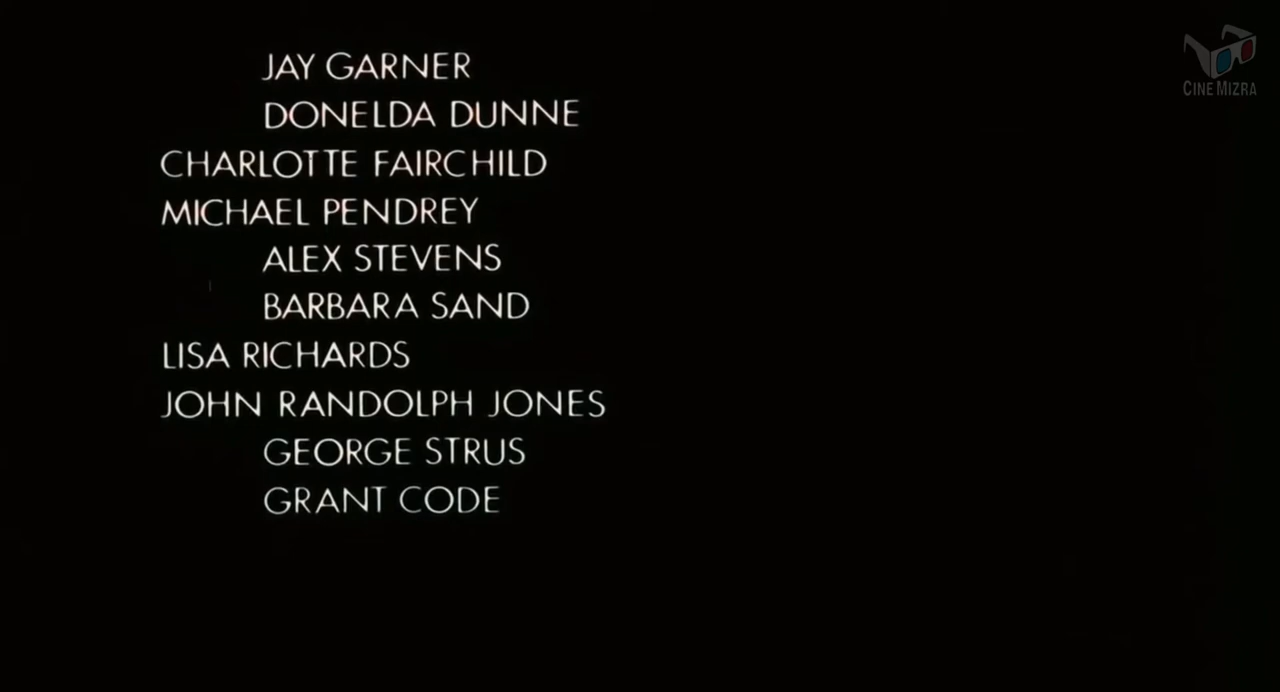 JAY GARNER
DONELDA DUNNE
CHARLOTTE FAIRCHILD
MICHAEL PENDREY
ALEX STEVENS
BARBARA SAND
LISA RICHARDS
JOHN RANDOLPH JONES
GEORGE STRUS
GRANT CODE
CINE MIZRA